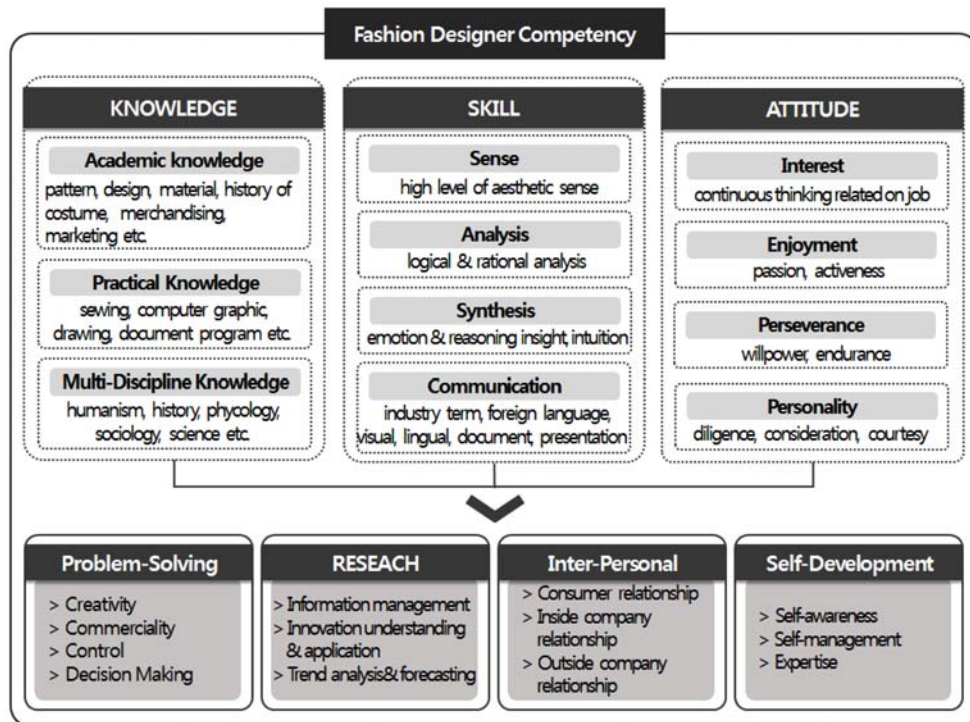 Fashion Designer Competency
KNOWLEDGE
Academic knowledge
pattern, design, material, history of
costume, merchandising,
marketing etc.
Practical Knowledge
sewing, computer graphic,
drawing, document program etc.
Multi-Discipline Knowledge
humanism, history, phycology,
sociology, science etc.
SKILL
Sense
high level of aesthetic sense
Analysis
logical & rational analysis
Synthesis
emotion & reasoning insight, intuition
Communication
industry term, foreign language,
visual, lingual, document, presentation
ATTITUDE
Interest
continuous thinking related on job
Enjoyment
passion, activeness
Perseverance
willpower, endurance
Personality
diligence, consideration, courtesy
Problem-Solving
> Creativity
> Commerciality
> Control
> Decision Making
RESEACH
> Information management
> Innovation understanding
& application
> Trend analysis& forecasting
Inter-Personal
> Consumer relationship
> Inside company
relationship
> Outside company
relationship
Self-Development
> Self-awareness
> Self-management
> Expertise